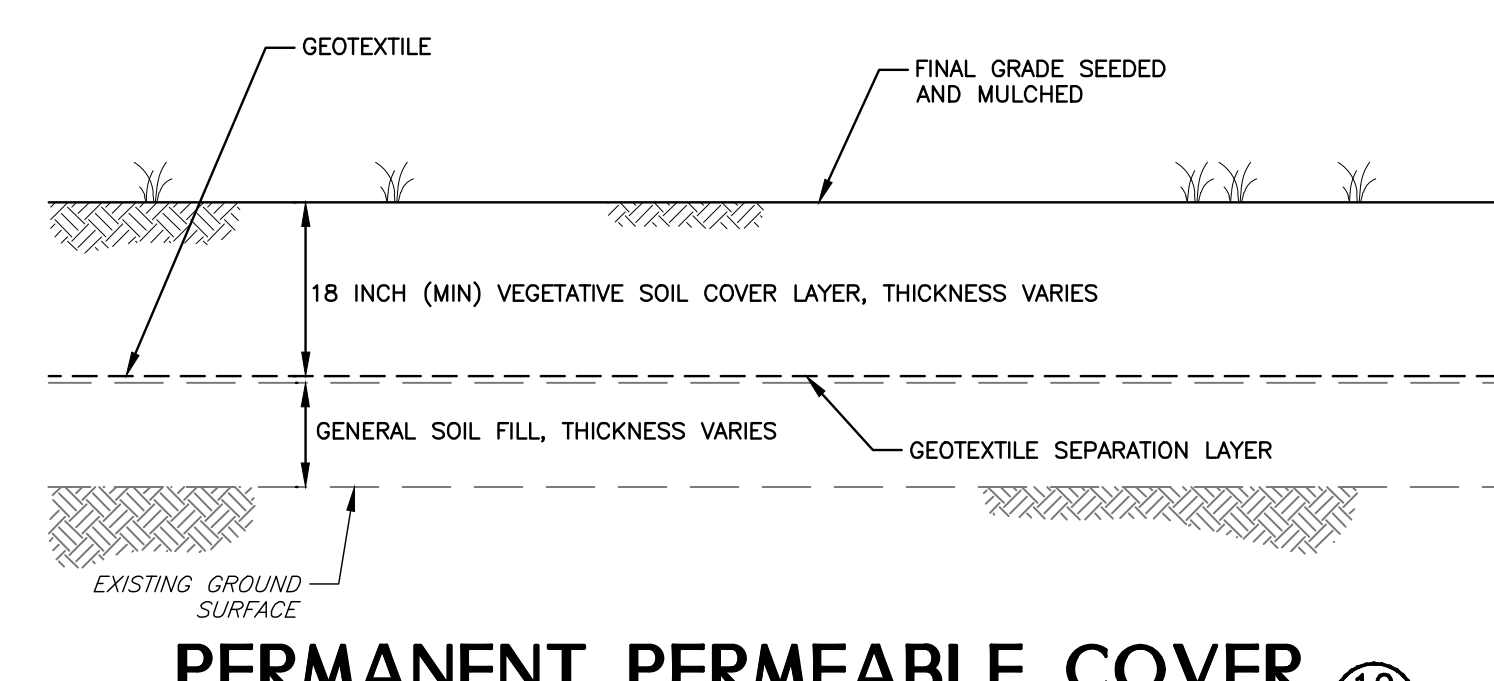 GEOTEXTILE
FINAL GRADE SEEDED
AND MULCHED
18 INCH (MIN) VEGETATIVE SOIL COVER LAYER, THICKNESS VARIES
GENERAL SOIL FILL, THICKNESS VARIES
GEOTEXTILE SEPARATION LAYER
EXISTING GROUND
SURFACE
PERMANENT PERMEABLE COVER